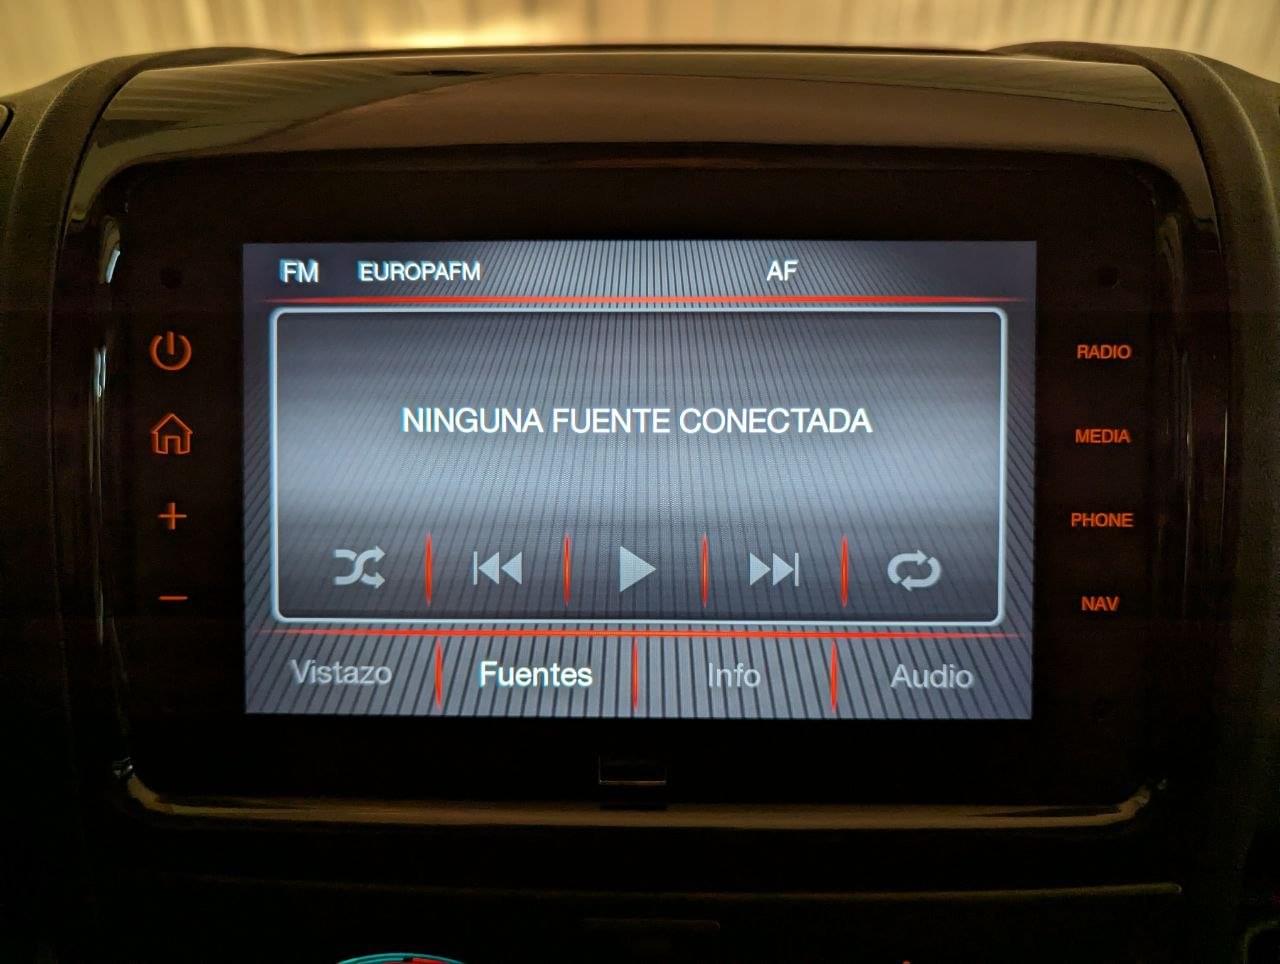 FM EUROPAFM AF
NINGUNA FUENTE CONECTADA
Vistazo Fuentes Info Audio
RADIO
MEDIA
PHONE
NAV